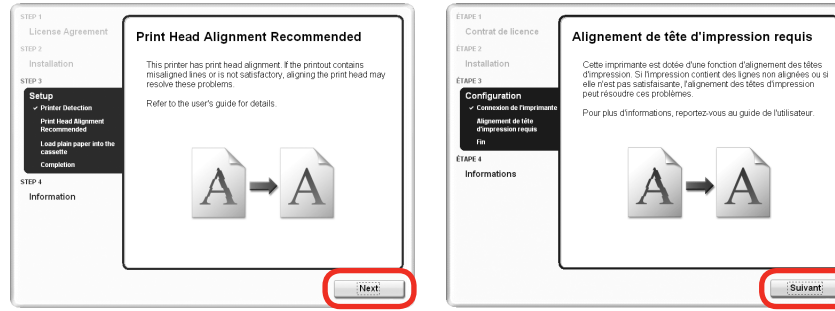 STEP 1
License Agreement
STEP 2
Installation
STEP 3
Setup
✓ Printer Detection
Print Head Alignment
Recommended
Load plain paper into the
cassette
Completion
STEP 4
Information
Print Head Alignment Recommended
This printer has print head alignment. If the printout contains
misaligned lines or is not satisfactory, aligning the print head may
resolve these problems.
Refer to the user's guide for details.
A A
Next
ÉTAPE 1
Contrat de licence
ÉTAPE 2
Installation
ÉTAPE 3
Configuration
✓ Connexion de l'imprimante
Alignement de tête
d'impression requis
Fin
ÉTAPE 4
Informations
Alignement de tête d'impression requis
Cette imprimante est dotée d'une fonction d'alignement des têtes
d'impression. Si l'impression contient des lignes non alignées ou si
elle n'est pas satisfaisante, l'alignement des têtes d'impression
peut résoudre ces problèmes.
Pour plus d'informations, reportez-vous au guide de l'utilisateur.
A A
Suivant